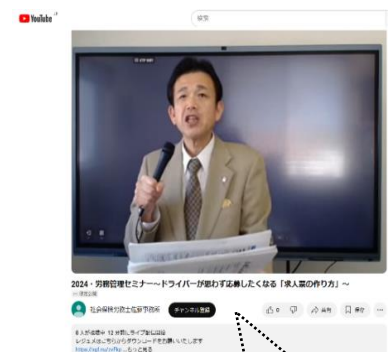 YouTube JP
検索
2024・労務管理セミナー～ドライバーが思わず応募したくなる「求人票の作り方」～
社会保険労務士佐藤事務所
チャンネル登録
0
共有
保存
6 人が視聴中 12 分前にライブ配信開始
レジュメはこちらからダウンロードをお願いいたします
もっと見る